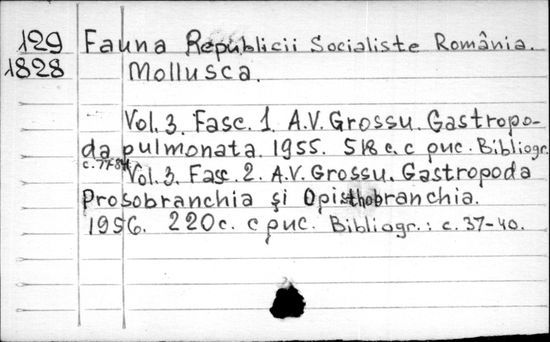 129 Fauna Republicii Socialiste România.
1828 Mollusca.
Vol. 3. Fasc. 1. A.V. Grossu. Gastropo-
da pulmonata. 1955. 518 c. с рис. Bibliogr.
c. 77-84
Vol. 3. Fasc. 2. A.V. Grossu. Gastropoda
Prosobranchia și Opisthobranchia.
1956. 220 с. с рис. Bibliogr.: c. 37-40.